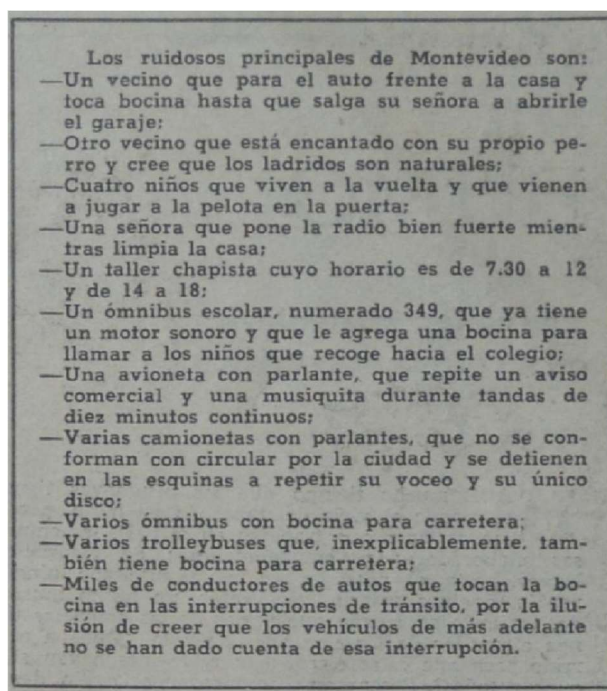 Los ruidosos principales de Montevideo son:
—Un vecino que para el auto frente a la casa y
toca bocina hasta que salga su señora a abrirle
el garaje;
—Otro vecino que está encantado con su propio pe-
rro y cree que los ladridos son naturales;
—Cuatro niños que viven a la vuelta y que vienen
a jugar a la pelota en la puerta;
—Una señora que pone la radio bien fuerte mien-
tras limpia la casa;
—Un taller chapista cuyo horario es de 7.30 a 12
y de 14 a 18;
—Un ómnibus escolar, numerado 349, que ya tiene
un motor sonoro y que le agrega una bocina para
llamar a los niños que recoge hacia el colegio;
—Una avioneta con parlante, que repite un aviso
comercial y una musiquita durante tandas de
diez minutos continuos;
—Varias camionetas con parlantes, que no se con-
forman con circular por la ciudad y se detienen
en las esquinas a repetir su voceo y su único
disco;
—Varios ómnibus con bocina para carretera;
—Varios trolleybuses que, inexplicablemente, tam-
bién tiene bocina para carretera;
—Miles de conductores de autos que tocan la bo-
cina en las interrupciones de tránsito, por la ilu-
sión de creer que los vehículos de más adelante
no se han dado cuenta de esa interrupción.